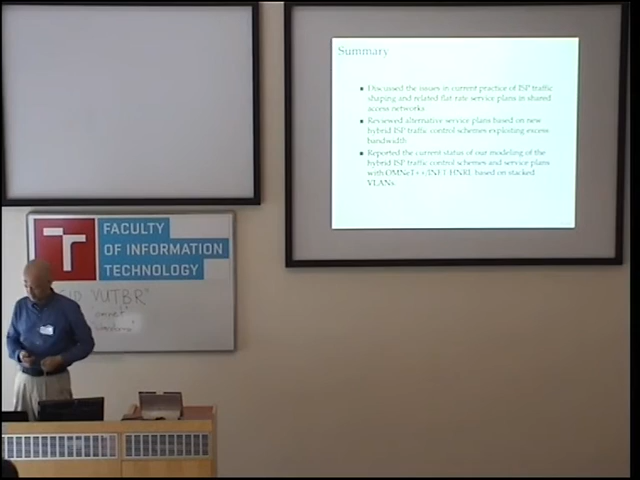 Summary
Discussed the issues in current practice of ISP traffic
shaping and related flat rate service plans in shared
access networks
Reviewed alternative service plans based on new
hybrid ISP traffic control schemes exploiting excess
bandwidth
Reported the current status of our modeling of the
hybrid ISP traffic control schemes and service plans
with OMNeT++/INET-HNRL based on stacked
VLANs.
FACULTY
OF INFORMATION
TECHNOLOGY
VUTBR"
"omnet"